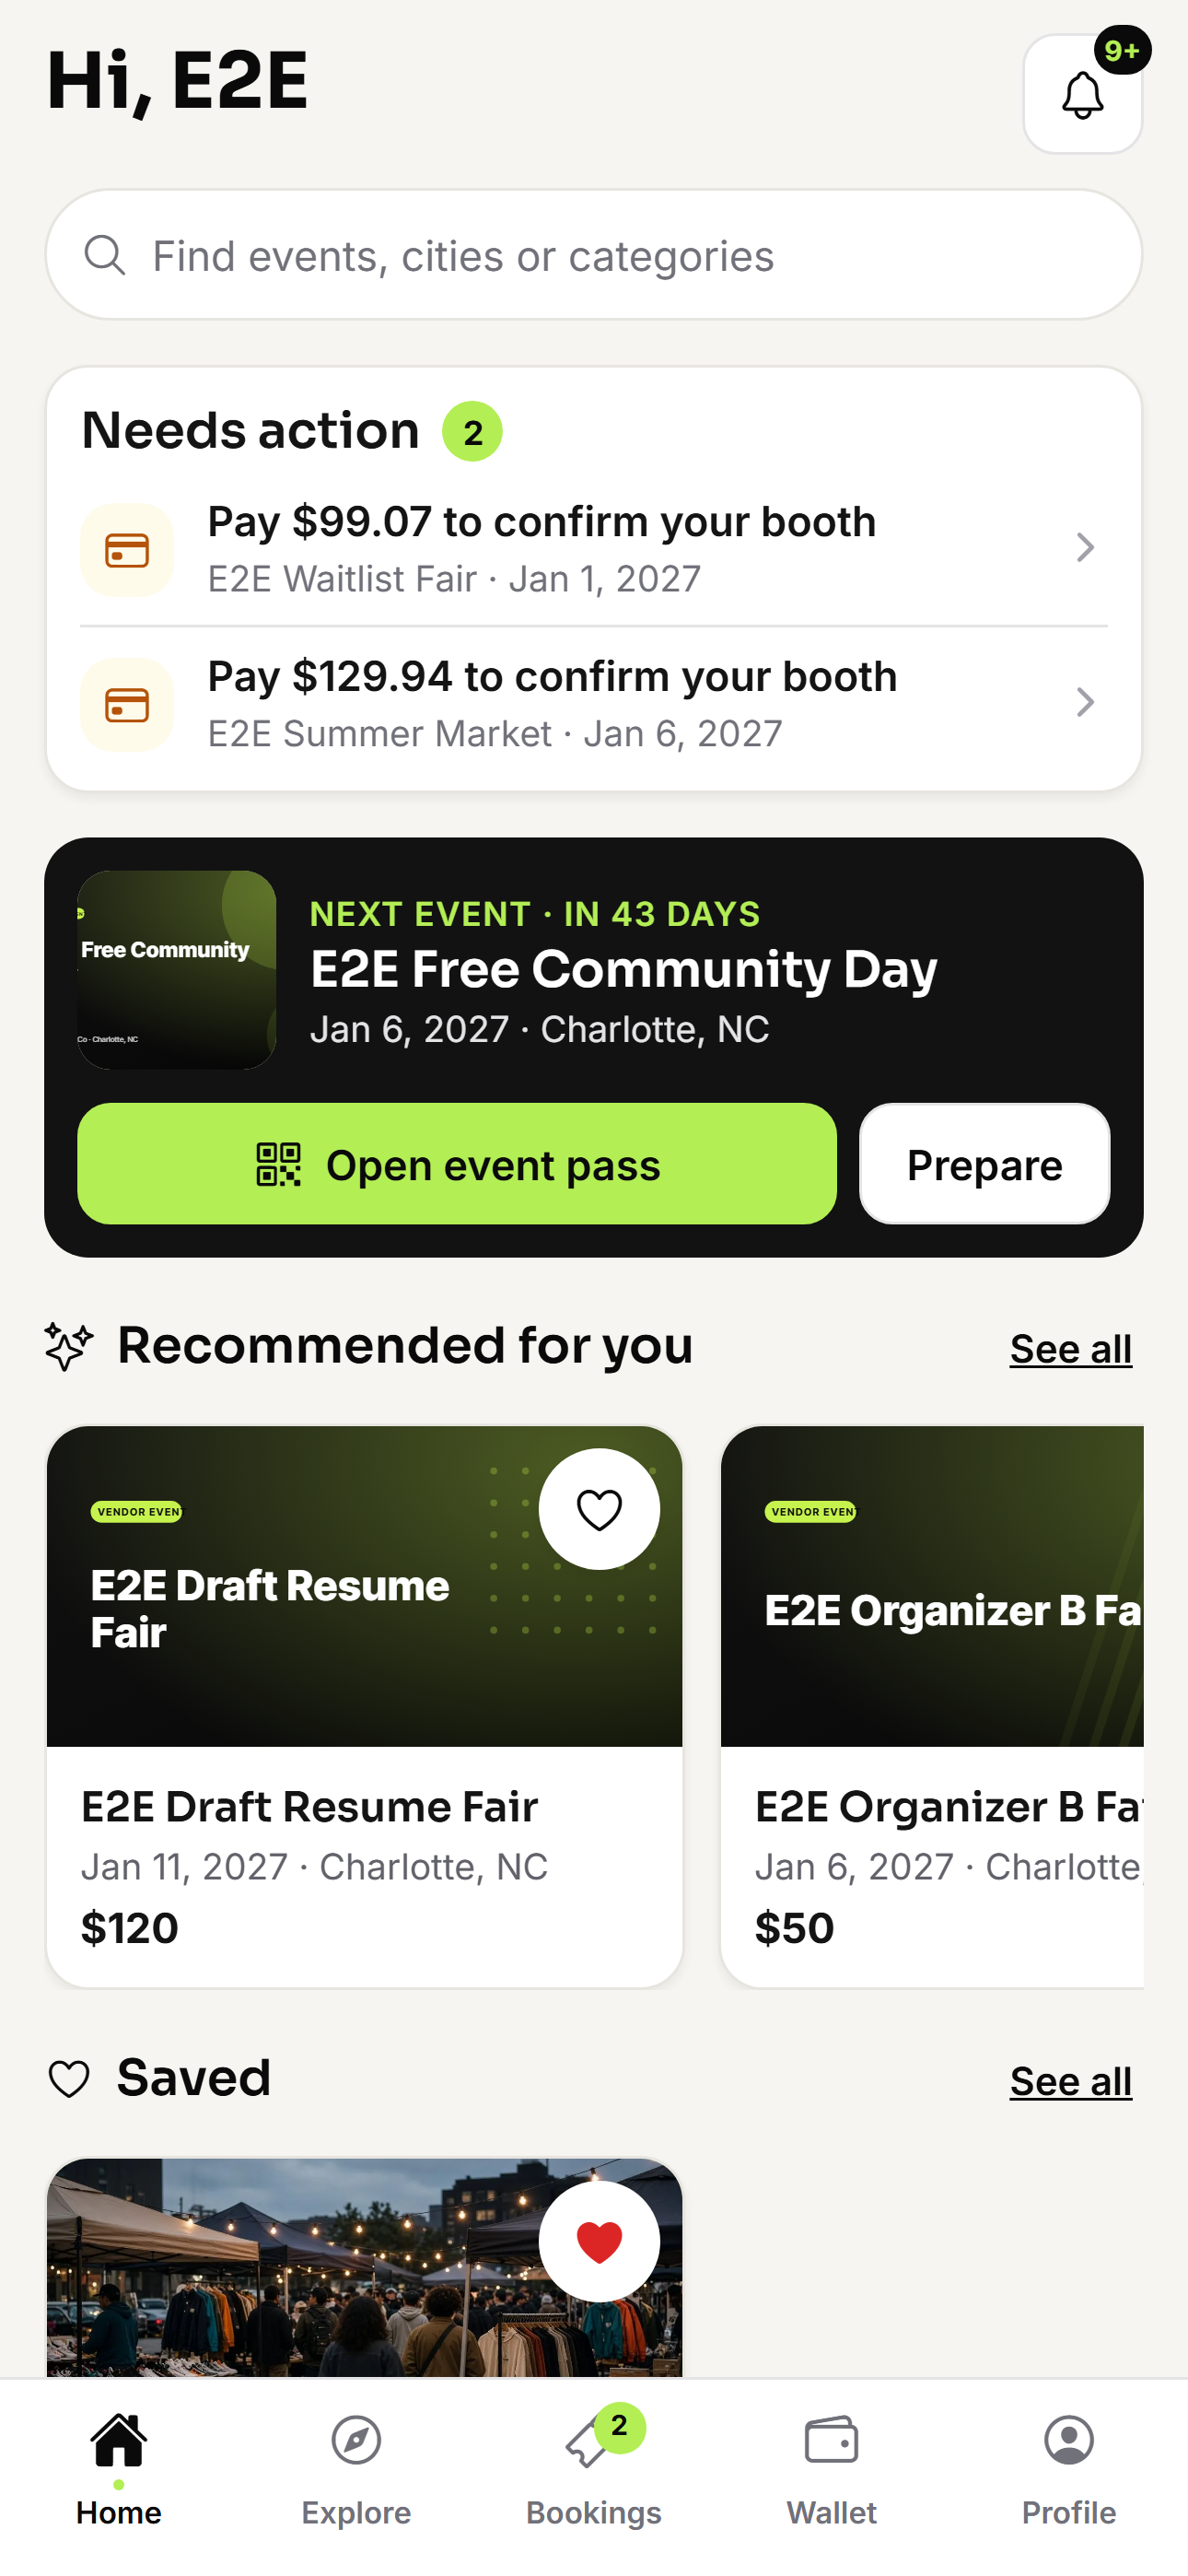 Hi, E2E
9+
Find events, cities or categories
Needs action 2
Pay $99.07 to confirm your booth
E2E Waitlist Fair · Jan 1, 2027
Pay $129.94 to confirm your booth
E2E Summer Market · Jan 6, 2027
Free Community
Co · Charlotte, NC
NEXT EVENT · IN 43 DAYS
E2E Free Community Day
Jan 6, 2027 · Charlotte, NC
Open event pass
Prepare
Recommended for you
See all
VENDOR EVENT
E2E Draft Resume
Fair
E2E Draft Resume Fair
Jan 11, 2027 · Charlotte, NC
$120
VENDOR EVENT
E2E Organizer B Fa
E2E Organizer B Fai
Jan 6, 2027 · Charlotte,
$50
Saved
See all
2
Home
Explore
Bookings
Wallet
Profile